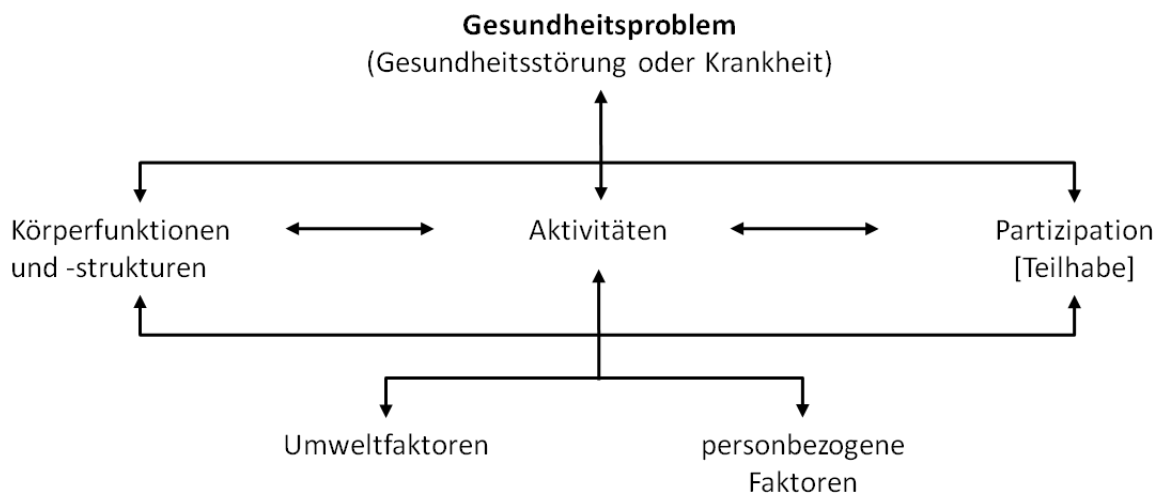 Gesundheitsproblem
(Gesundheitsstörung oder Krankheit)
Körperfunktionen
und -strukturen
Aktivitäten
Partizipation
[Teilhabe]
Umweltfaktoren
personbezogene
Faktoren